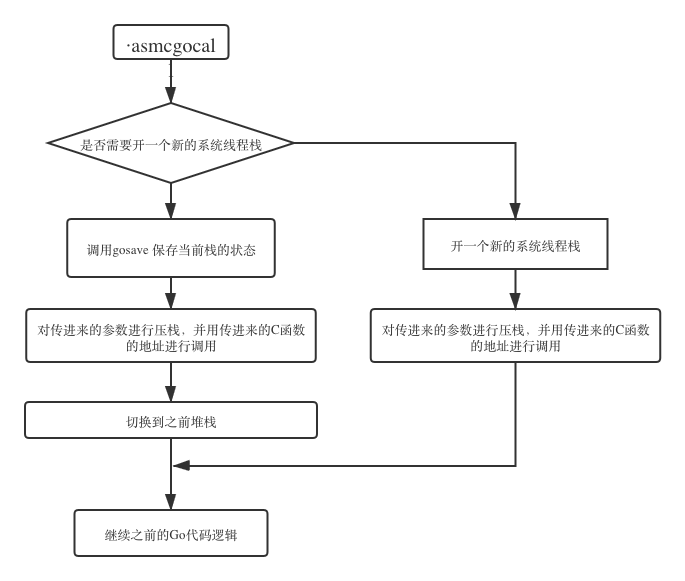 ·asmcgocal
是否需要开一个新的系统线程栈
调用gosave 保存当前栈的状态
开一个新的系统线程栈
对传进来的参数进行压栈，并用传进来的C函数
的地址进行调用
对传进来的参数进行压栈，并用传进来的C函数
的地址进行调用
切换到之前堆栈
继续之前的Go代码逻辑